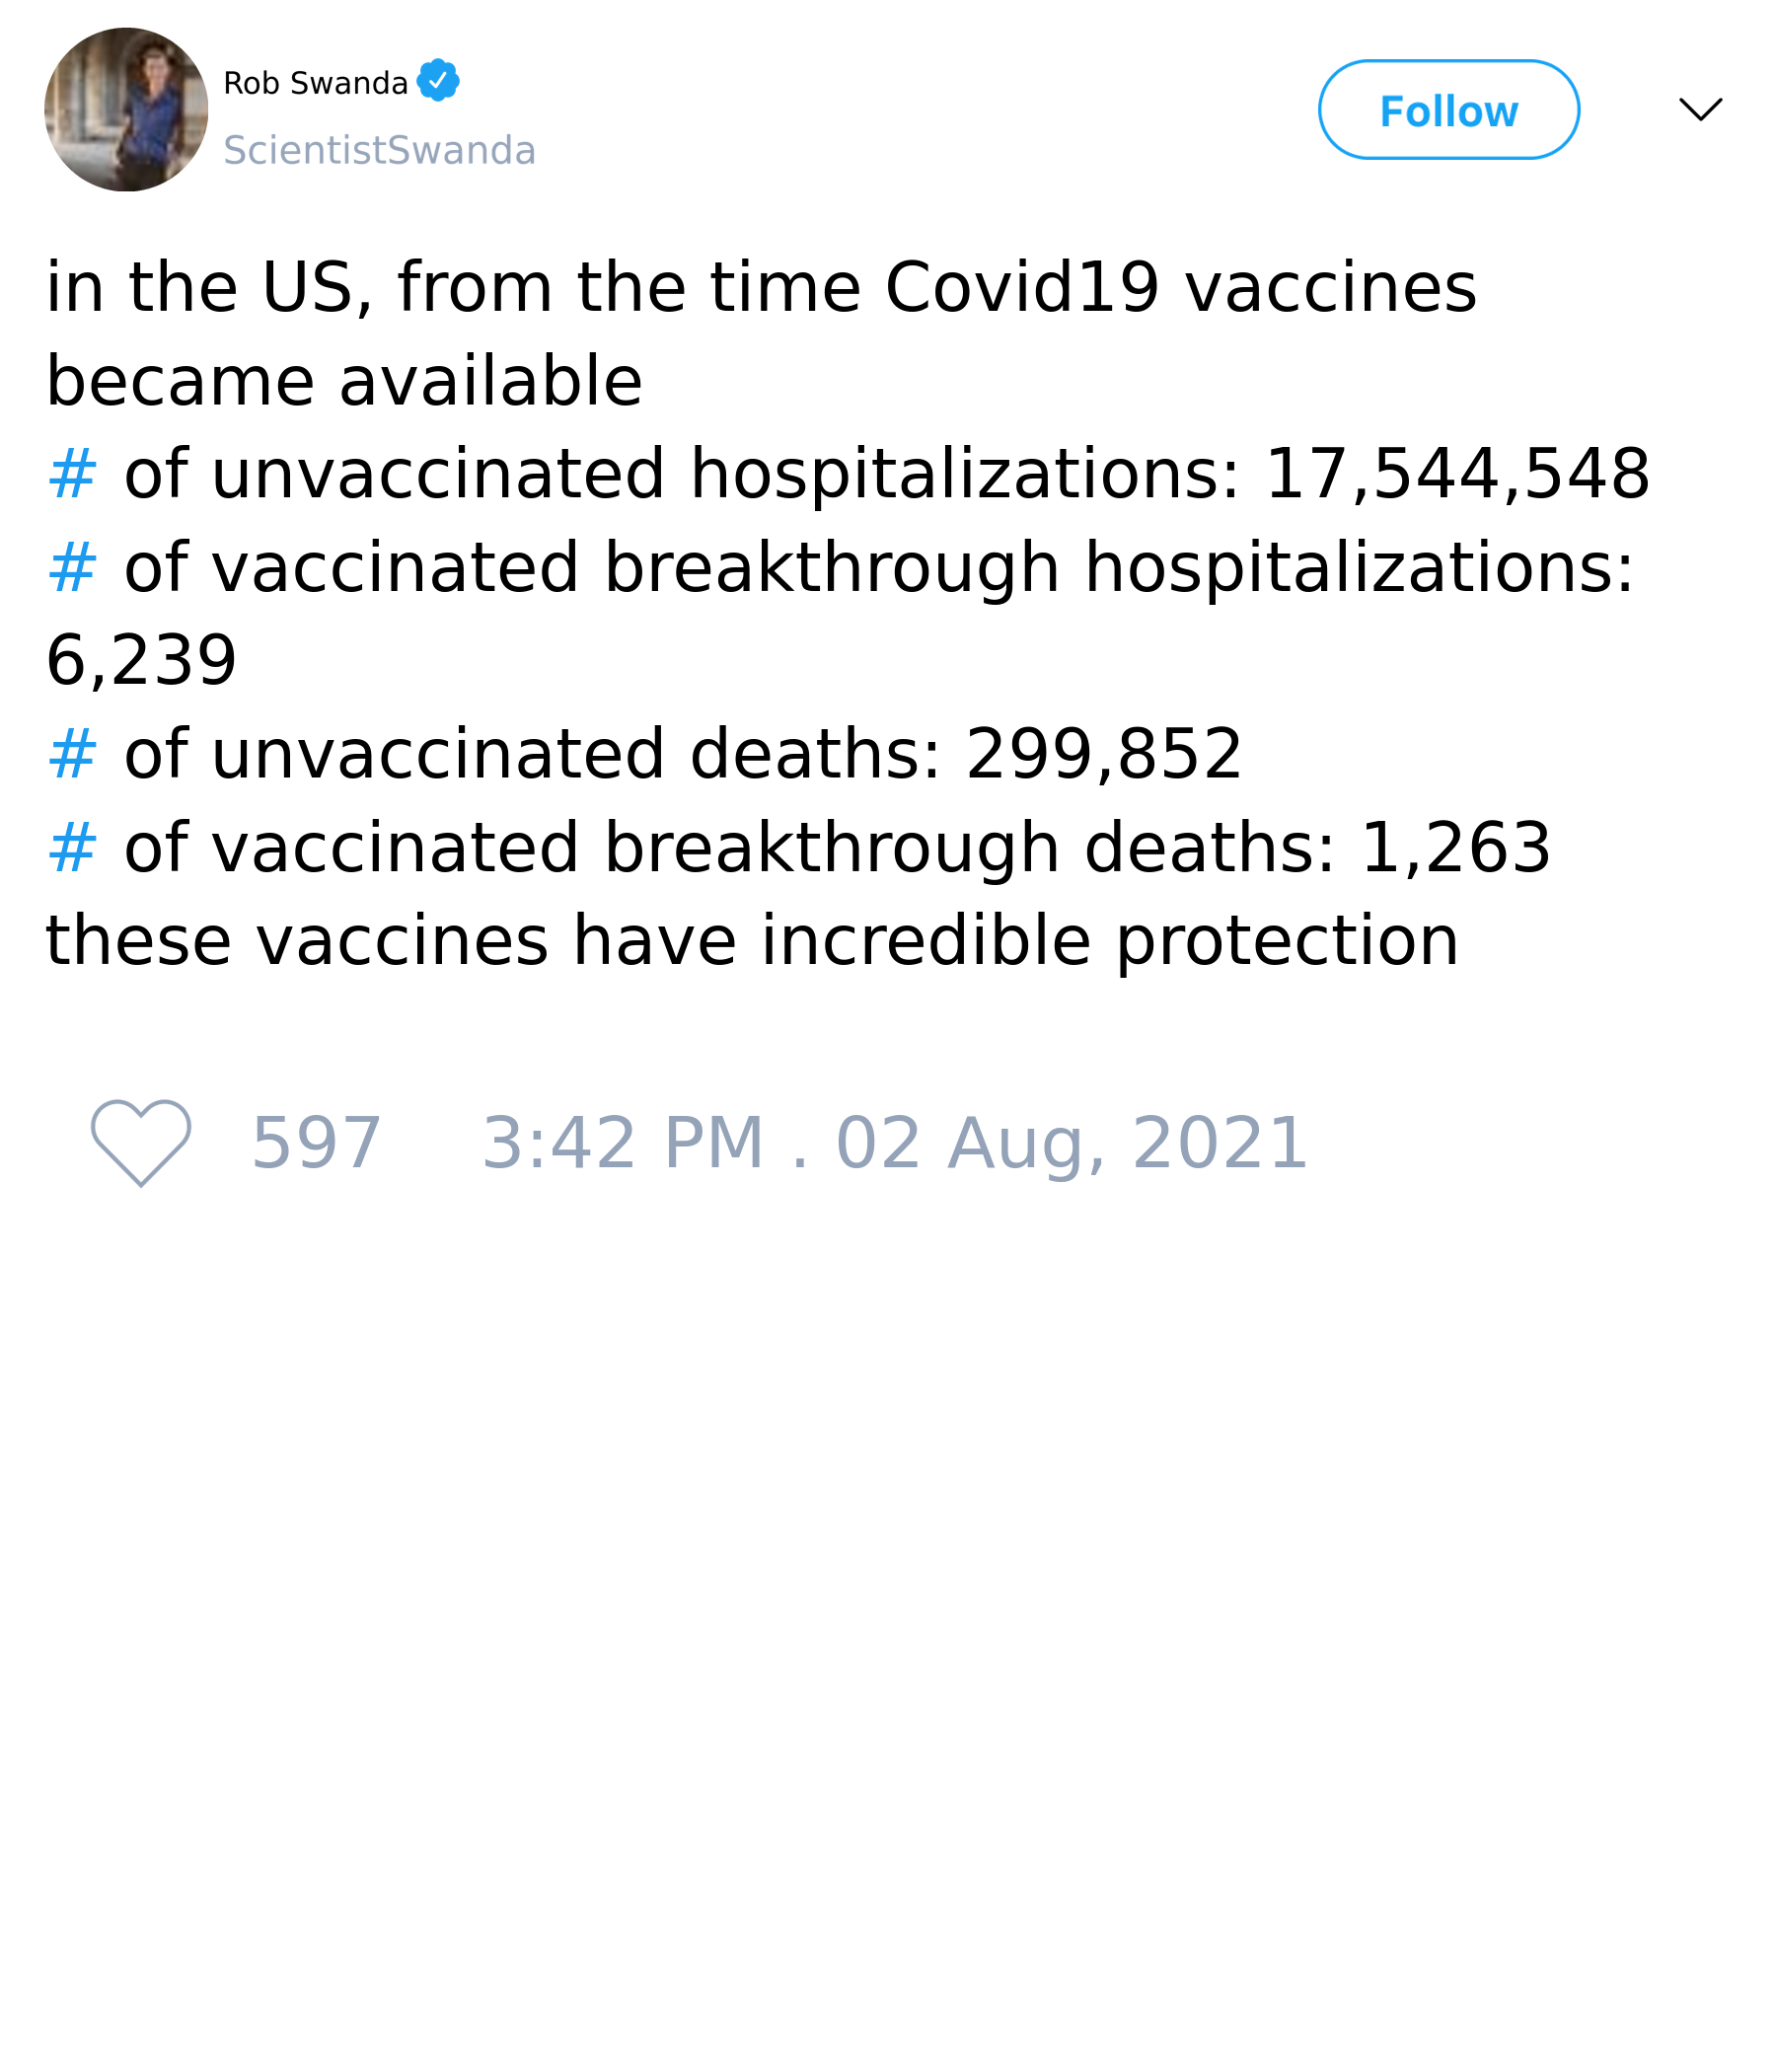 Rob Swanda
ScientistSwanda
Follow
in the US, from the time Covid19 vaccines
became available
# of unvaccinated hospitalizations: 17,544,548
# of vaccinated breakthrough hospitalizations:
6,239
# of unvaccinated deaths: 299,852
# of vaccinated breakthrough deaths: 1,263
these vaccines have incredible protection
597 3:42 PM . 02 Aug, 2021